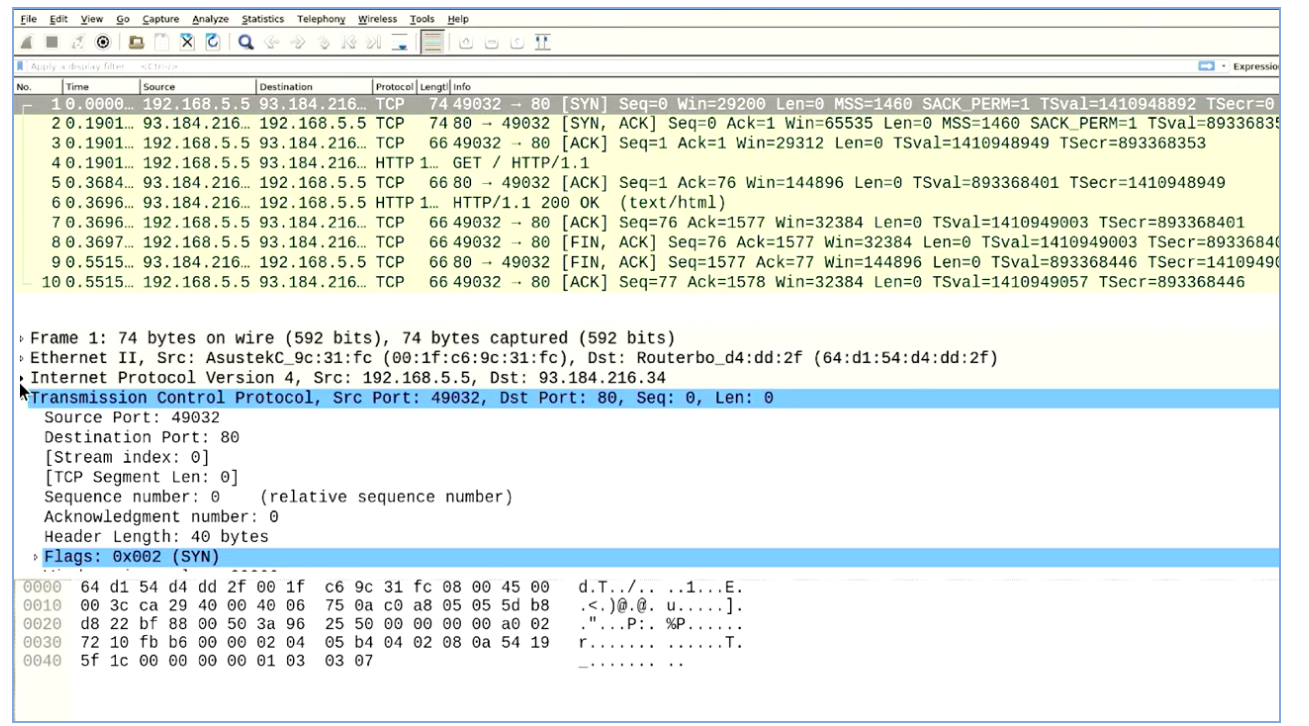 File Edit View Go Capture Analyze Statistics Telephony Wireless Tools Help
Apply a display filter ... <Ctrl-/> Expressio
No. Time Source Destination Protocol Lengtl Info
1 0.0000… 192.168.5.5 93.184.216… TCP 74 49032 → 80 [SYN] Seq=0 Win=29200 Len=0 MSS=1460 SACK_PERM=1 TSval=1410948892 TSecr=0
2 0.1901… 93.184.216… 192.168.5.5 TCP 74 80 → 49032 [SYN, ACK] Seq=0 Ack=1 Win=65535 Len=0 MSS=1460 SACK_PERM=1 TSval=89336835
3 0.1901… 192.168.5.5 93.184.216… TCP 66 49032 → 80 [ACK] Seq=1 Ack=1 Win=29312 Len=0 TSval=1410948949 TSecr=893368353
4 0.1901… 192.168.5.5 93.184.216… HTTP 1… GET / HTTP/1.1
5 0.3684… 93.184.216… 192.168.5.5 TCP 66 80 → 49032 [ACK] Seq=1 Ack=76 Win=144896 Len=0 TSval=893368401 TSecr=1410948949
6 0.3696… 93.184.216… 192.168.5.5 HTTP 1… HTTP/1.1 200 OK (text/html)
7 0.3696… 192.168.5.5 93.184.216… TCP 66 49032 → 80 [ACK] Seq=76 Ack=1577 Win=32384 Len=0 TSval=1410949003 TSecr=893368401
8 0.3697… 192.168.5.5 93.184.216… TCP 66 49032 → 80 [FIN, ACK] Seq=76 Ack=1577 Win=32384 Len=0 TSval=1410949003 TSecr=89336840
9 0.5515… 93.184.216… 192.168.5.5 TCP 66 80 → 49032 [FIN, ACK] Seq=1577 Ack=77 Win=144896 Len=0 TSval=893368446 TSecr=14109490
10 0.5515… 192.168.5.5 93.184.216… TCP 66 49032 → 80 [ACK] Seq=77 Ack=1578 Win=32384 Len=0 TSval=1410949057 TSecr=893368446
Frame 1: 74 bytes on wire (592 bits), 74 bytes captured (592 bits)
Ethernet II, Src: AsustekC_9c:31:fc (00:1f:c6:9c:31:fc), Dst: Routerbo_d4:dd:2f (64:d1:54:d4:dd:2f)
Internet Protocol Version 4, Src: 192.168.5.5, Dst: 93.184.216.34
Transmission Control Protocol, Src Port: 49032, Dst Port: 80, Seq: 0, Len: 0
Source Port: 49032
Destination Port: 80
[Stream index: 0]
[TCP Segment Len: 0]
Sequence number: 0 (relative sequence number)
Acknowledgment number: 0
Header Length: 40 bytes
Flags: 0x002 (SYN)
0000 64 d1 54 d4 dd 2f 00 1f c6 9c 31 fc 08 00 45 00 d.T../.. ..1...E.
0010 00 3c ca 29 40 00 40 06 75 0a c0 a8 05 05 5d b8 .<.)@.@. u.....].
0020 d8 22 bf 88 00 50 3a 96 25 50 00 00 00 00 a0 02 ."...P:. %P......
0030 72 10 fb b6 00 00 02 04 05 b4 04 02 08 0a 54 19 r....... ......T.
0040 5f 1c 00 00 00 00 01 03 03 07 _....... ..